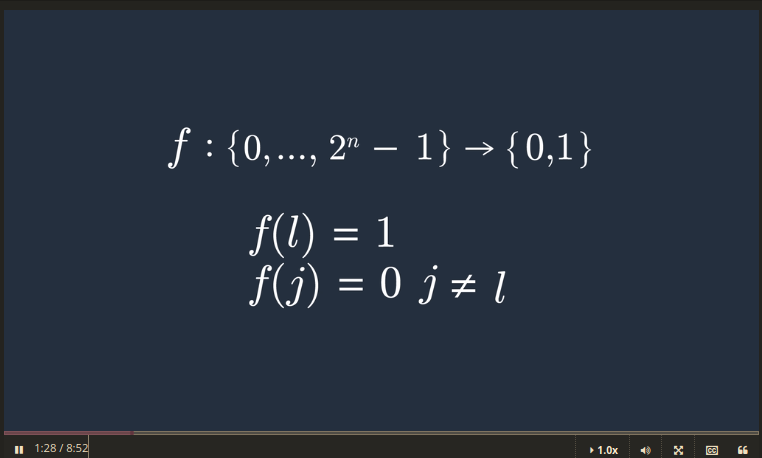 f : {0, ..., 2ⁿ − 1} → {0,1}
f(l) = 1
f(j) = 0 j ≠ l
1:28 / 8:52
1.0x